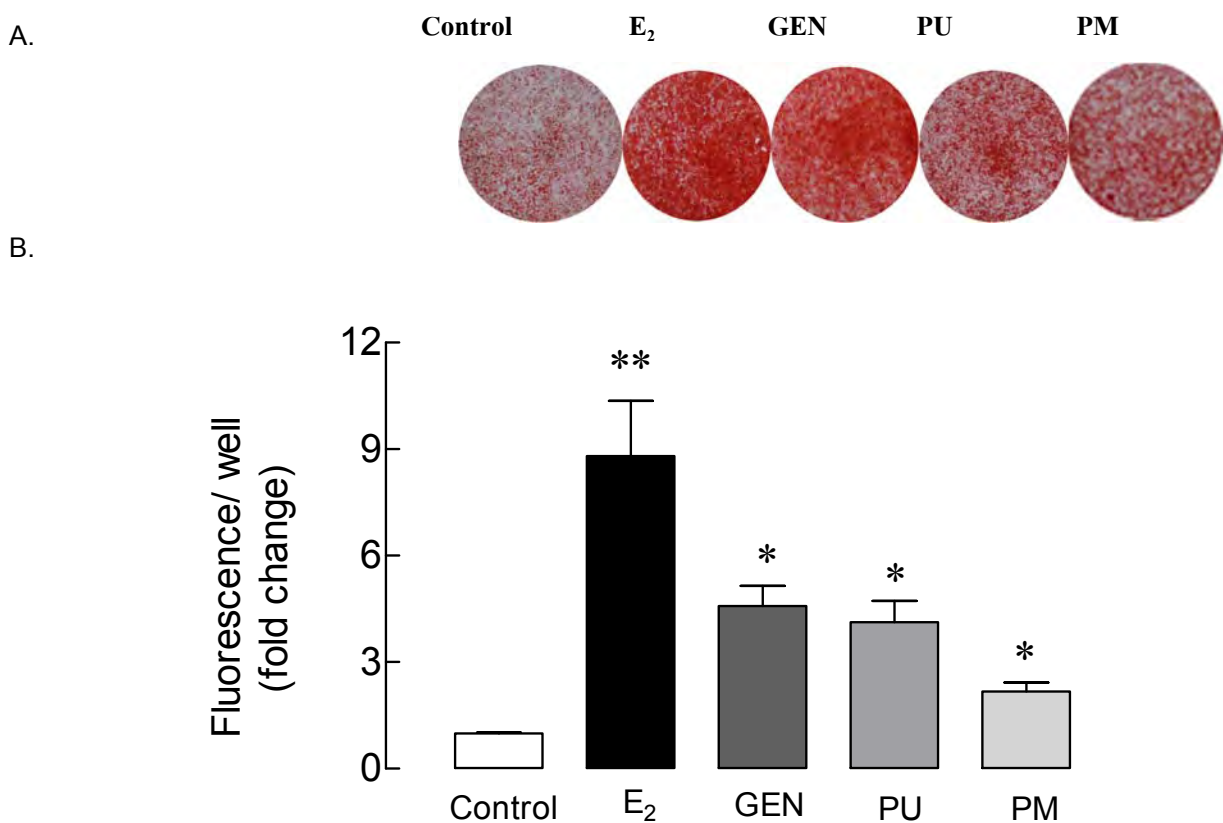 A.
Control E₂ GEN PU PM
B.
Fluorescence/ well
(fold change)
12
9
6
3
0
**
*
*
*
Control E₂ GEN PU PM